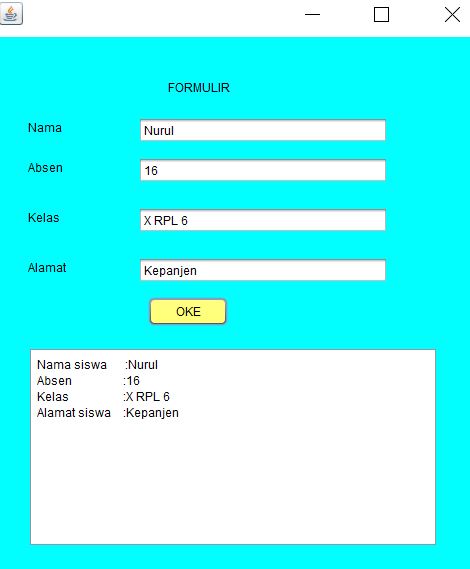 FORMULIR
Nama Nurul
Absen 16
Kelas X RPL 6
Alamat Kepanjen
OKE
Nama siswa :Nurul
Absen :16
Kelas :X RPL 6
Alamat siswa :Kepanjen